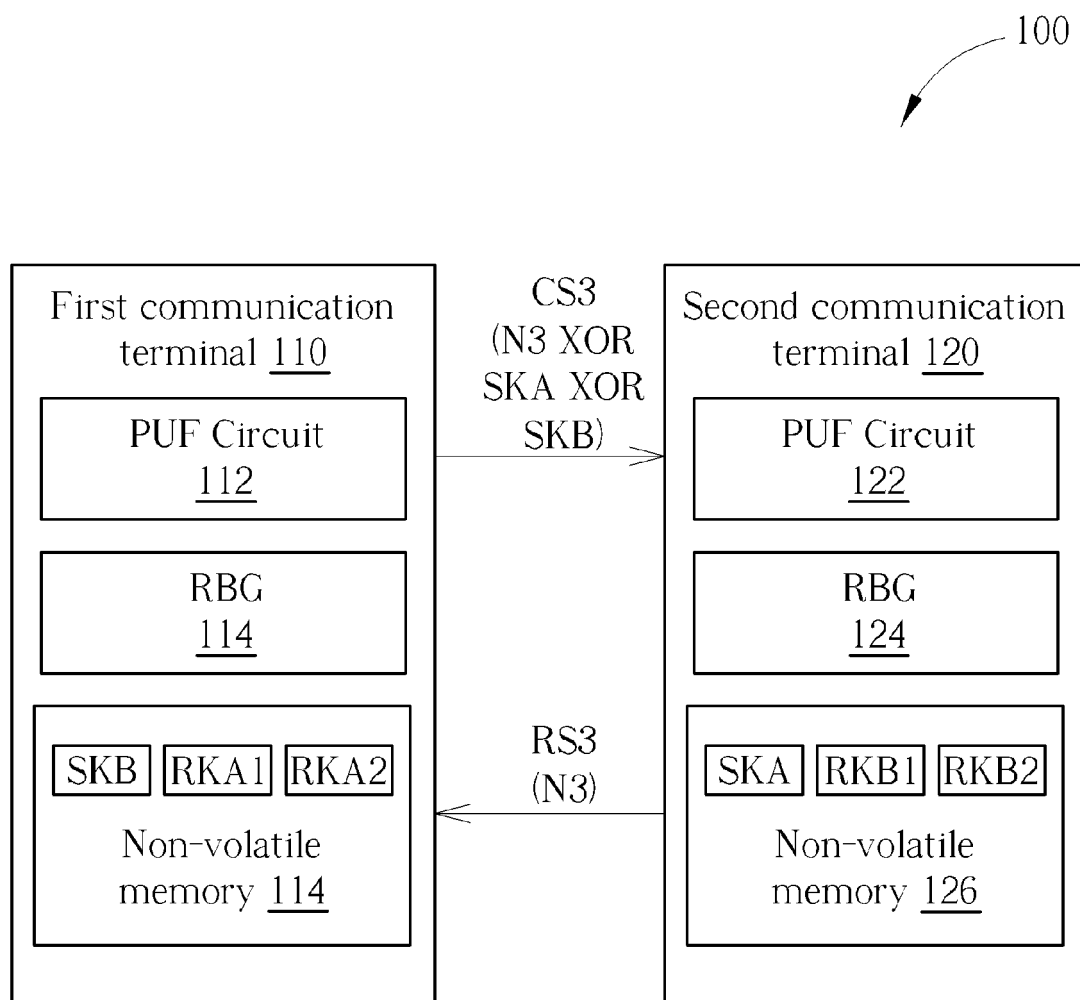 100
First communication
terminal 110
PUF Circuit
112
RBG
114
SKB RKA1 RKA2
Non-volatile
memory 114
CS3
(N3 XOR
SKA XOR
SKB)
RS3
(N3)
Second communication
terminal 120
PUF Circuit
122
RBG
124
SKA RKB1 RKB2
Non-volatile
memory 126